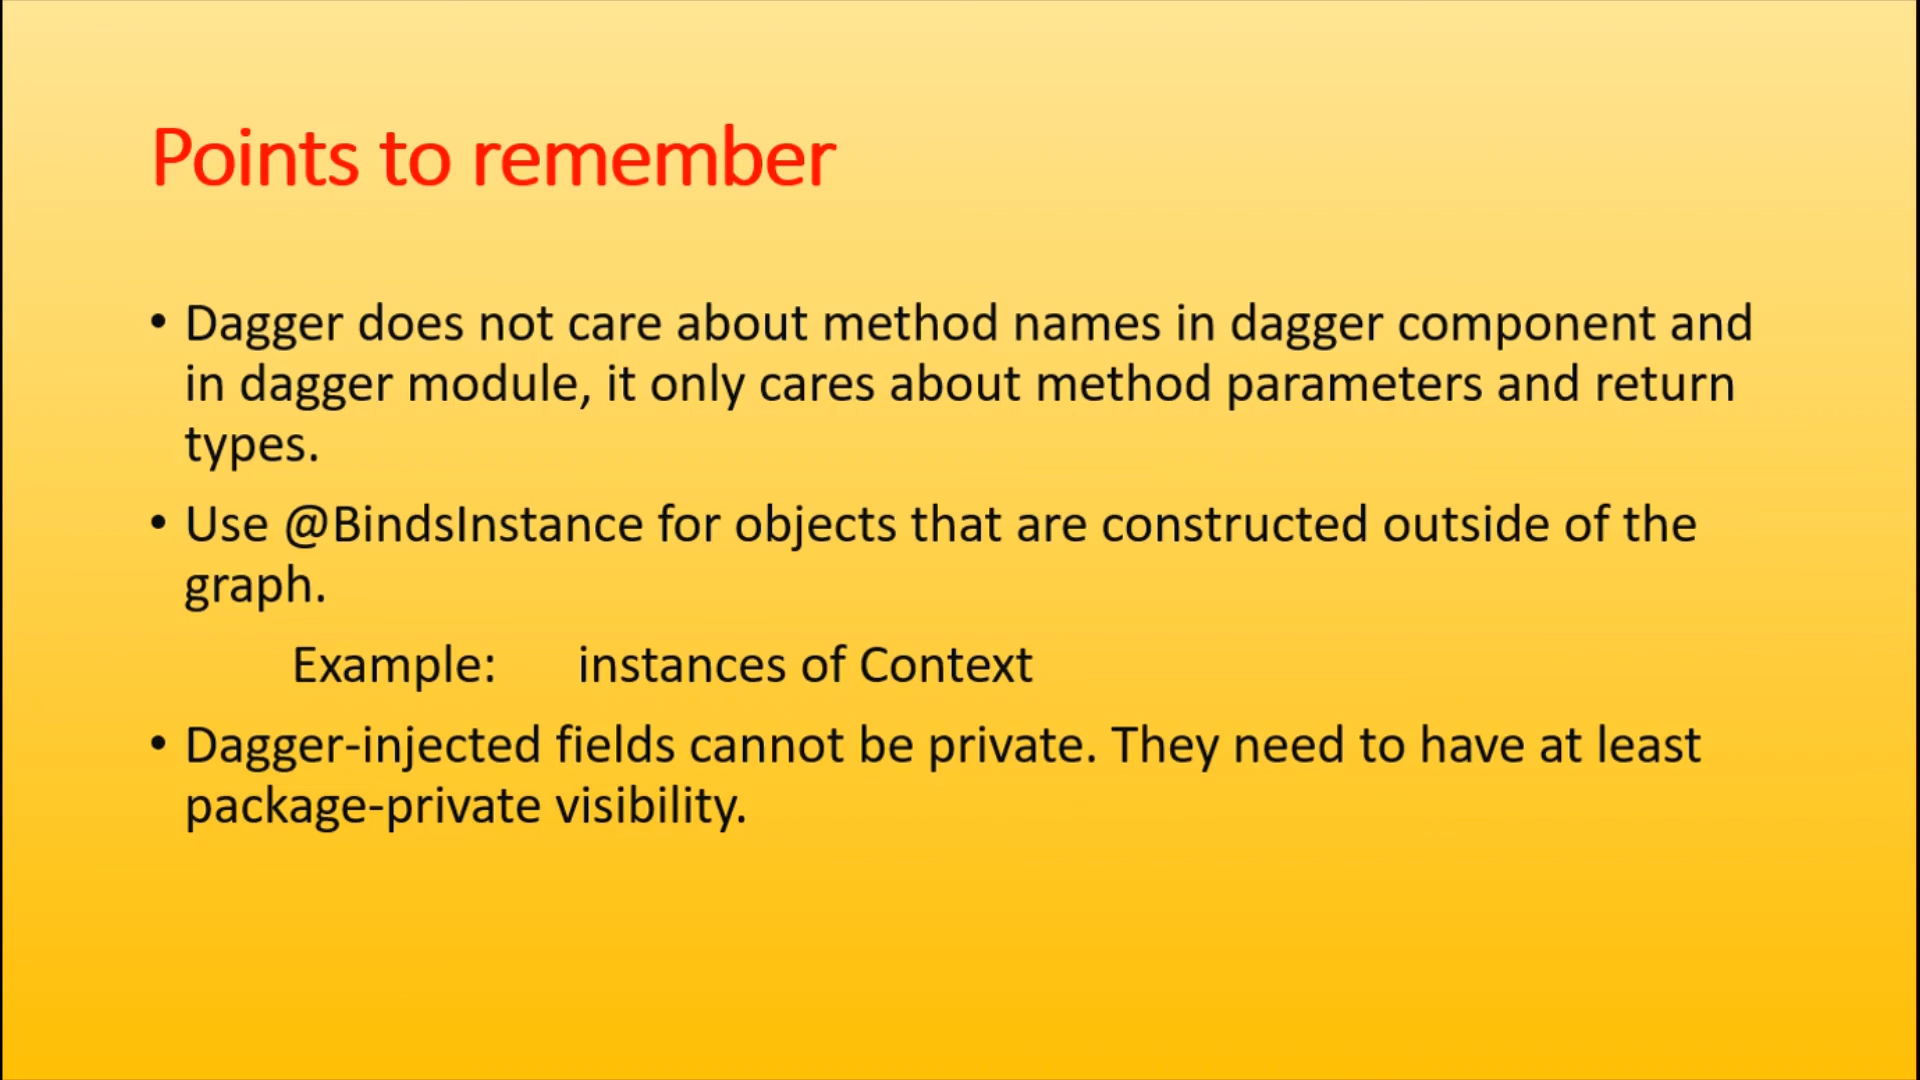 Points to remember
• Dagger does not care about method names in dagger component and
in dagger module, it only cares about method parameters and return
types.
• Use @BindsInstance for objects that are constructed outside of the
graph.
Example: instances of Context
• Dagger-injected fields cannot be private. They need to have at least
package-private visibility.